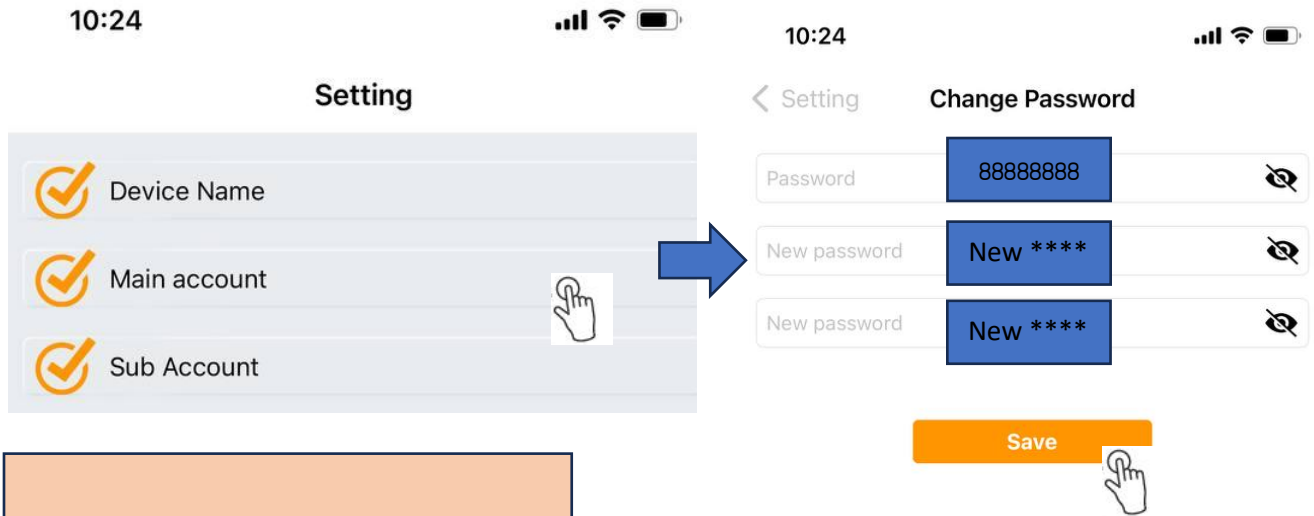 10:24
Setting
Device Name
Main account
Sub Account
10:24
Setting
Change Password
Password
88888888
New password
New ****
New password
New ****
Save